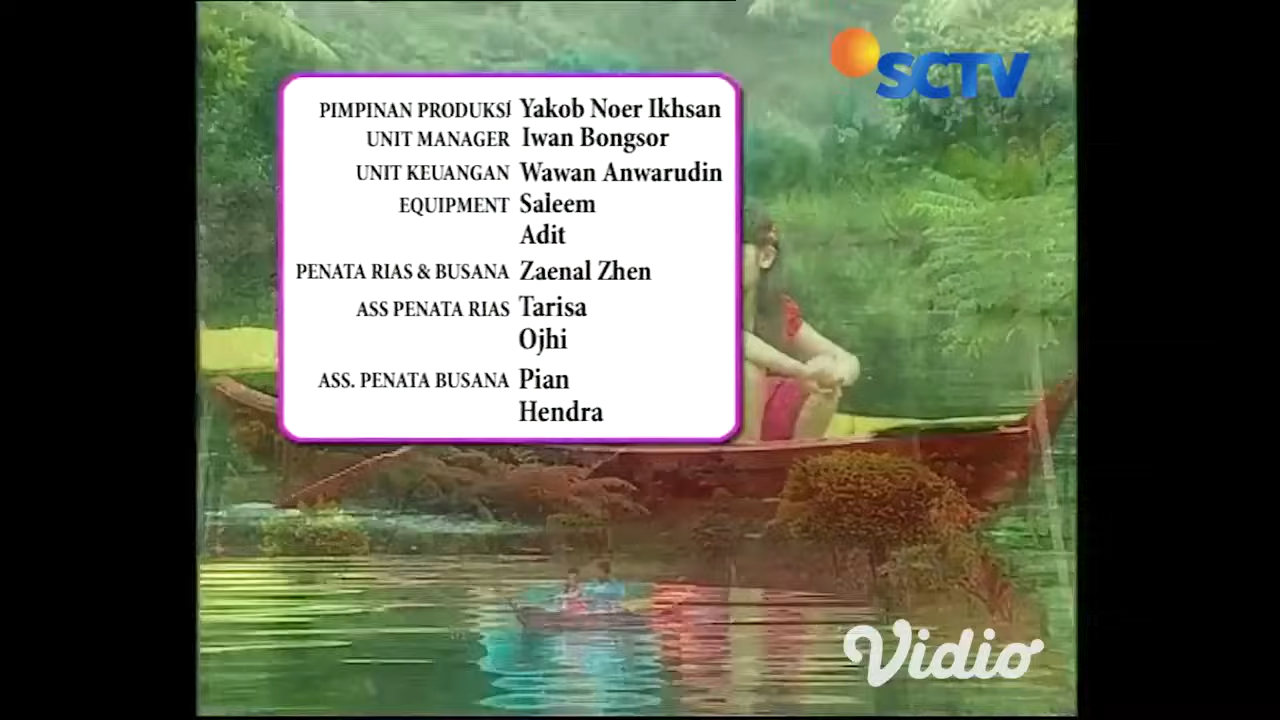 SCTV
PIMPINAN PRODUKSI Yakob Noer Ikhsan
UNIT MANAGER Iwan Bongsor
UNIT KEUANGAN Wawan Anwarudin
EQUIPMENT Saleem
Adit
PENATA RIAS & BUSANA Zaenal Zhen
ASS PENATA RIAS Tarisa
Ojhi
ASS. PENATA BUSANA Pian
Hendra
Vidio